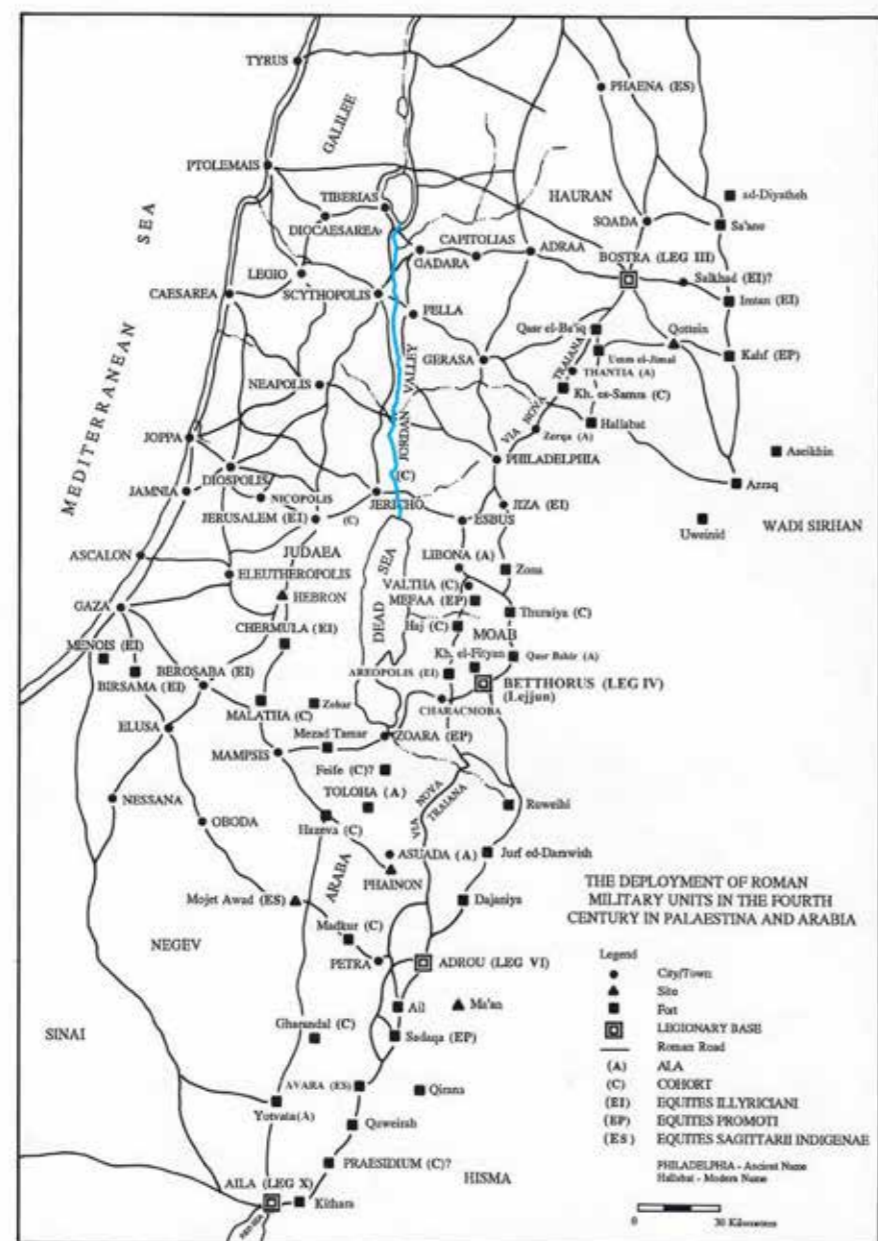 TYRUS
PHAENA (ES)
GALILEE
PTOLEMAIS
ad-Diyatheh
HAURAN
TIBERIAS
SOADA
Sa'ane
DIOCAESAREA
CAPITOLIAS
ADRAA
SEA
GADARA
BOSTRA (LEG III)
LEGIO
Salkhad (EI)?
CAESAREA
SCYTHOPOLIS
Imtan (EI)
PELLA
Qasr el-Ba'iq
Umm el-Jimal
Kahf (EP)
GERASA
TRAIANA
THANTIA (A)
VALLEY
NEAPOLIS
Kh. es-Samra (C)
JORDAN
VIA NOVA
Hallabat
Zerqa (A)
JOPPA
MEDITERRANEAN
PHILADELPHIA
Aseikhin
DIOSPOLIS
(C)
JAMNIA
NICOPOLIS
JERICHO
JIZA (EI)
Azraq
JERUSALEM (EI)
(C)
ESBUS
Uweinid
WADI SIRHAN
ASCALON
JUDAEA
SEA
LIBONA (A)
Zona
ELEUTHEROPOLIS
VALTHA (C)
HEBRON
DEAD
MEFAA (EP)
GAZA
Thuraiya (C)
CHERMULA (EI)
Haj (C)
MOAB
MENOIS (EI)
Kh. el-Fityan
Qasr Bshir (A)
BEROSABA (EI)
AREOPOLIS (EI)
BIRSAMA (EI)
BETTHORUS (LEG IV)
(Lejjun)
MALATHA (C)
Zohar
CHARACMOBA
ELUSA
Mezad Tamar
ZOARA (EP)
MAMPSIS
Feife (C)?
NESSANA
TOLOHA (A)
VIA NOVA
TRAIANA
Ruweihi
OBODA
Hazeva (C)
ASUADA (A)
Jurf ed-Darawish
PHAINON
ARABA
Mojet Awad (ES)
Dajaniya
Madkur (C)
NEGEV
PETRA
ADROU (LEG VI)
Ail
Ma'an
SINAI
Gharandal (C)
Sadaqa (EP)
AVARA (ES)
Qirana
Yotvata(A)
Quweirah
PRAESIDIUM (C)?
HISMA
AILA (LEG X)
Kithara
RED SEA
THE DEPLOYMENT OF ROMAN
MILITARY UNITS IN THE FOURTH
CENTURY IN PALAESTINA AND ARABIA
Legend
City/Town
Site
Fort
LEGIONARY BASE
Roman Road
(A) ALA
(C) COHORT
(EI) EQUITES ILLYRICIANI
(EP) EQUITES PROMOTI
(ES) EQUITES SAGITTARII INDIGENAE
PHILADELPHIA - Ancient Name
Hallabat - Modern Name
0 30 Kilometers